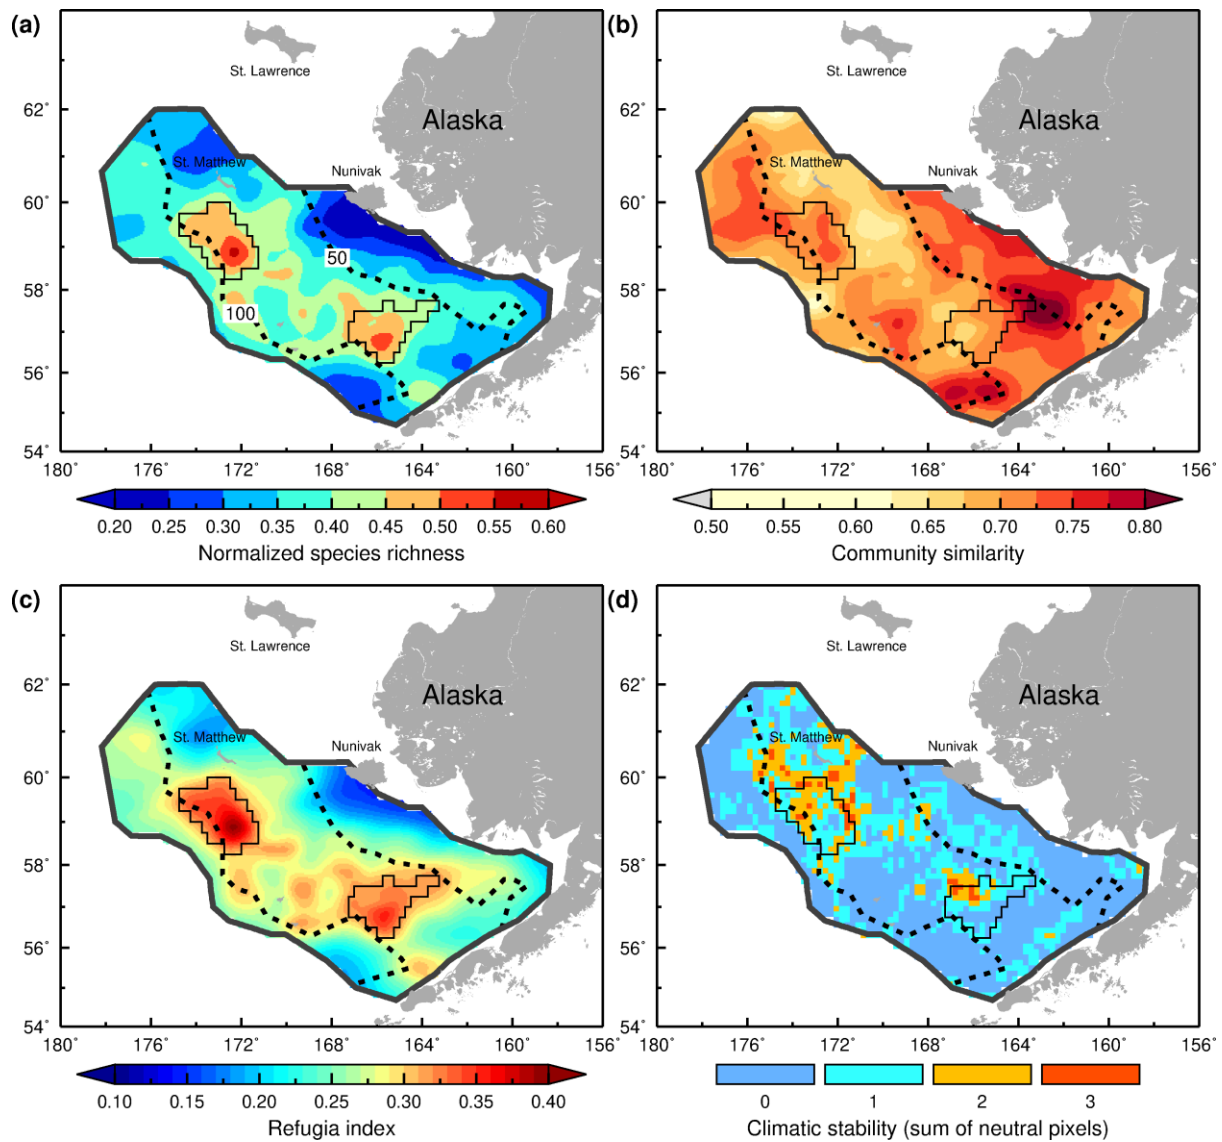 (a)
St. Lawrence
Alaska
St. Matthew
Nunivak
50
100
62˚
60˚
58˚
56˚
54˚
180˚ 176˚ 172˚ 168˚ 164˚ 160˚ 156˚
0.20 0.25 0.30 0.35 0.40 0.45 0.50 0.55 0.60
Normalized species richness
(b)
St. Lawrence
Alaska
St. Matthew
Nunivak
62˚
60˚
58˚
56˚
54˚
180˚ 176˚ 172˚ 168˚ 164˚ 160˚ 156˚
0.50 0.55 0.60 0.65 0.70 0.75 0.80
Community similarity
(c)
St. Lawrence
Alaska
St. Matthew
Nunivak
62˚
60˚
58˚
56˚
54˚
180˚ 176˚ 172˚ 168˚ 164˚ 160˚ 156˚
0.10 0.15 0.20 0.25 0.30 0.35 0.40
Refugia index
(d)
St. Lawrence
Alaska
St. Matthew
Nunivak
62˚
60˚
58˚
56˚
54˚
180˚ 176˚ 172˚ 168˚ 164˚ 160˚ 156˚
0 1 2 3
Climatic stability (sum of neutral pixels)